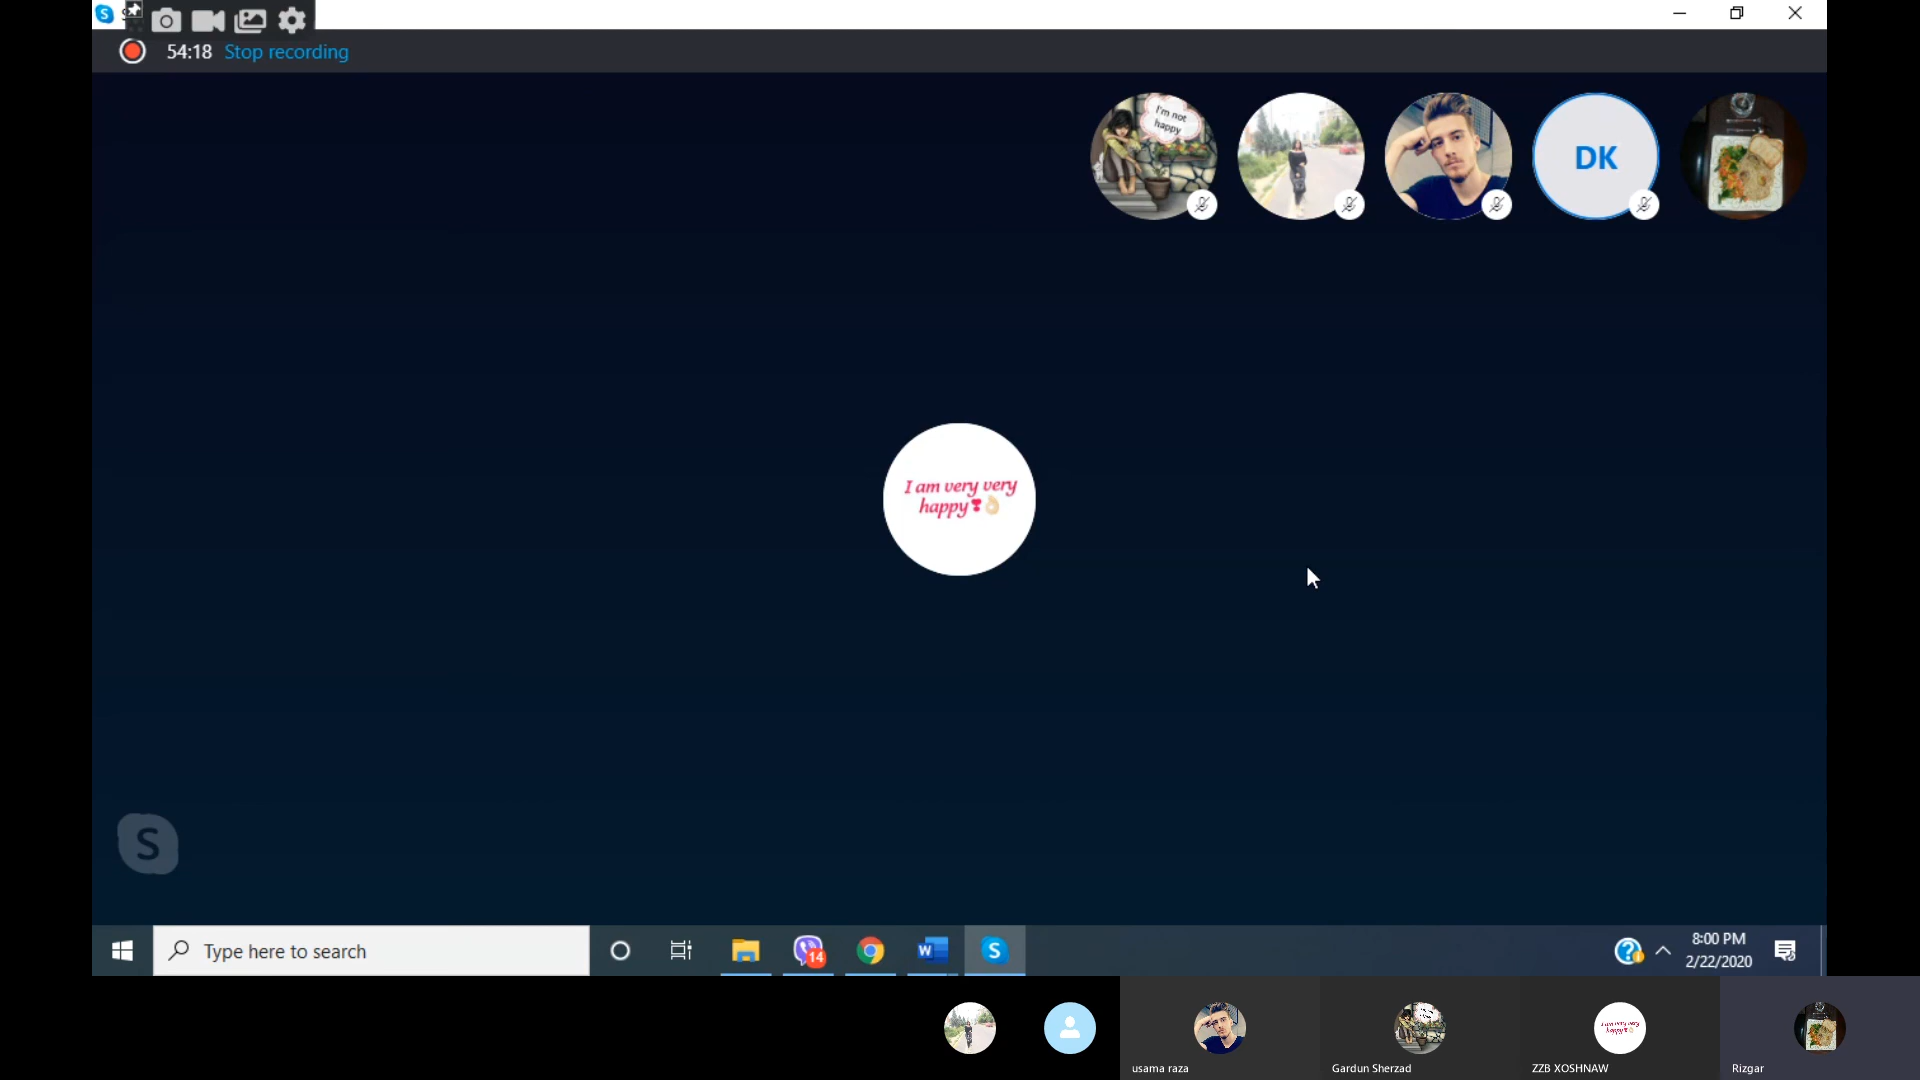 54:18 Stop recording
I'm not
happy
DK
I am very very
happy❣👌🏻
S
Type here to search
14
W
S
8:00 PM
2/22/2020
usama raza
Gardun Sherzad
ZZB XOSHNAW
Rizgar